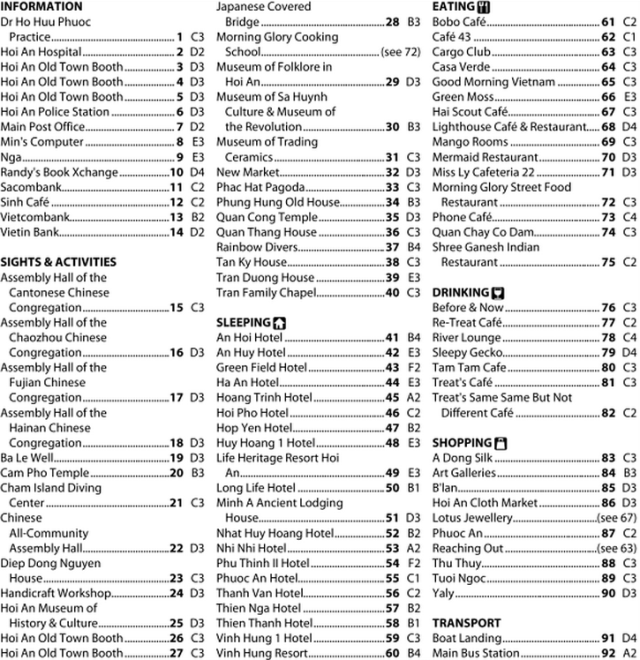 INFORMATION
Dr Ho Huu Phuoc
Practice 1 C3
Hoi An Hospital 2 D2
Hoi An Old Town Booth 3 D3
Hoi An Old Town Booth 4 D3
Hoi An Old Town Booth 5 D3
Hoi An Police Station 6 D3
Main Post Office 7 D2
Min's Computer 8 E3
Nga 9 E3
Randy's Book Xchange 10 D4
Sacombank 11 C2
Sinh Café 12 C2
Vietcombank 13 B2
Vietin Bank 14 D2
SIGHTS & ACTIVITIES
Assembly Hall of the
Cantonese Chinese
Congregation 15 C3
Assembly Hall of the
Chaozhou Chinese
Congregation 16 D3
Assembly Hall of the
Fujian Chinese
Congregation 17 D3
Assembly Hall of the
Hainan Chinese
Congregation 18 D3
Ba Le Well 19 D3
Cam Pho Temple 20 B3
Cham Island Diving
Center 21 C3
Chinese
All-Community
Assembly Hall 22 D3
Diep Dong Nguyen
House 23 C3
Handicraft Workshop 24 D3
Hoi An Museum of
History & Culture 25 D3
Hoi An Old Town Booth 26 C3
Hoi An Old Town Booth 27 C3
Japanese Covered
Bridge 28 B3
Morning Glory Cooking
School (see 72)
Museum of Folklore in
Hoi An 29 D3
Museum of Sa Huynh
Culture & Museum of
the Revolution 30 B3
Museum of Trading
Ceramics 31 C3
New Market 32 D3
Phac Hat Pagoda 33 C3
Phung Hung Old House 34 B3
Quan Cong Temple 35 D3
Quan Thang House 36 C3
Rainbow Divers 37 B4
Tan Ky House 38 C3
Tran Duong House 39 E3
Tran Family Chapel 40 C3
SLEEPING
An Hoi Hotel 41 B4
An Huy Hotel 42 E3
Green Field Hotel 43 F2
Ha An Hotel 44 E3
Hoang Trinh Hotel 45 A2
Hoi Pho Hotel 46 C2
Hop Yen Hotel 47 B2
Huy Hoang 1 Hotel 48 E3
Life Heritage Resort Hoi
An 49 E3
Long Life Hotel 50 B1
Minh A Ancient Lodging
House 51 D3
Nhat Huy Hoang Hotel 52 B2
Nhi Nhi Hotel 53 A2
Phu Thinh II Hotel 54 F2
Phuoc An Hotel 55 C1
Thanh Van Hotel 56 C2
Thien Nga Hotel 57 B2
Thien Thanh Hotel 58 B1
Vinh Hung 1 Hotel 59 C3
Vinh Hung Resort 60 B4
EATING
Bobo Café 61 C2
Café 43 62 C1
Cargo Club 63 C3
Casa Verde 64 C3
Good Morning Vietnam 65 C3
Green Moss 66 E3
Hai Scout Café 67 C3
Lighthouse Café & Restaurant 68 D4
Mango Rooms 69 C3
Mermaid Restaurant 70 D3
Miss Ly Cafeteria 22 71 D3
Morning Glory Street Food
Restaurant 72 C3
Phone Café 73 C4
Quan Chay Co Dam 74 C3
Shree Ganesh Indian
Restaurant 75 C2
DRINKING
Before & Now 76 C3
Re-Treat Café 77 C2
River Lounge 78 C4
Sleepy Gecko 79 D4
Tam Tam Cafe 80 C3
Treat's Café 81 C3
Treat's Same Same But Not
Different Café 82 C2
SHOPPING
A Dong Silk 83 C3
Art Galleries 84 B3
B'lan 85 D3
Hoi An Cloth Market 86 D3
Lotus Jewellery (see 67)
Phuoc An 87 C2
Reaching Out (see 63)
Thu Thuy 88 C3
Tuoi Ngoc 89 C3
Yaly 90 D3
TRANSPORT
Boat Landing 91 D4
Main Bus Station 92 A2